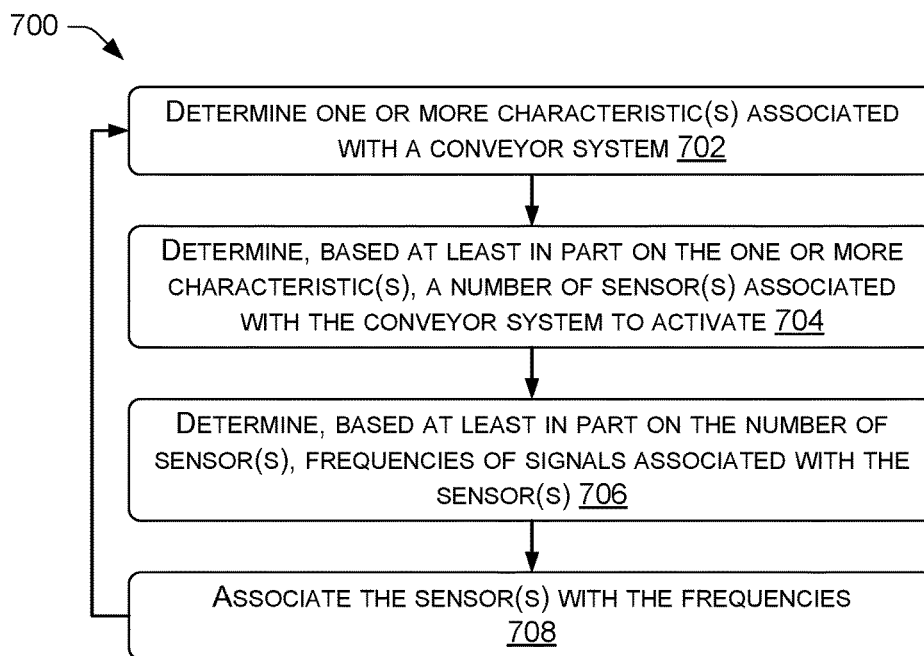 700
DETERMINE ONE OR MORE CHARACTERISTIC(S) ASSOCIATED
WITH A CONVEYOR SYSTEM 702
DETERMINE, BASED AT LEAST IN PART ON THE ONE OR MORE
CHARACTERISTIC(S), A NUMBER OF SENSOR(S) ASSOCIATED
WITH THE CONVEYOR SYSTEM TO ACTIVATE 704
DETERMINE, BASED AT LEAST IN PART ON THE NUMBER OF
SENSOR(S), FREQUENCIES OF SIGNALS ASSOCIATED WITH THE
SENSOR(S) 706
ASSOCIATE THE SENSOR(S) WITH THE FREQUENCIES
708